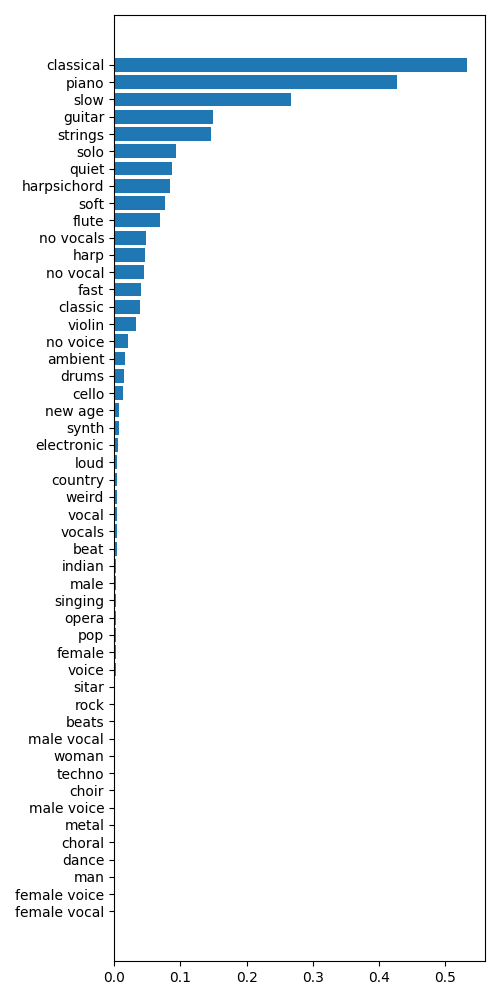 classical
piano
slow
guitar
strings
solo
quiet
harpsichord
soft
flute
no vocals
harp
no vocal
fast
classic
violin
no voice
ambient
drums
cello
new age
synth
electronic
loud
country
weird
vocal
vocals
beat
indian
male
singing
opera
pop
female
voice
sitar
rock
beats
male vocal
woman
techno
choir
male voice
metal
choral
dance
man
female voice
female vocal
0.0 0.1 0.2 0.3 0.4 0.5